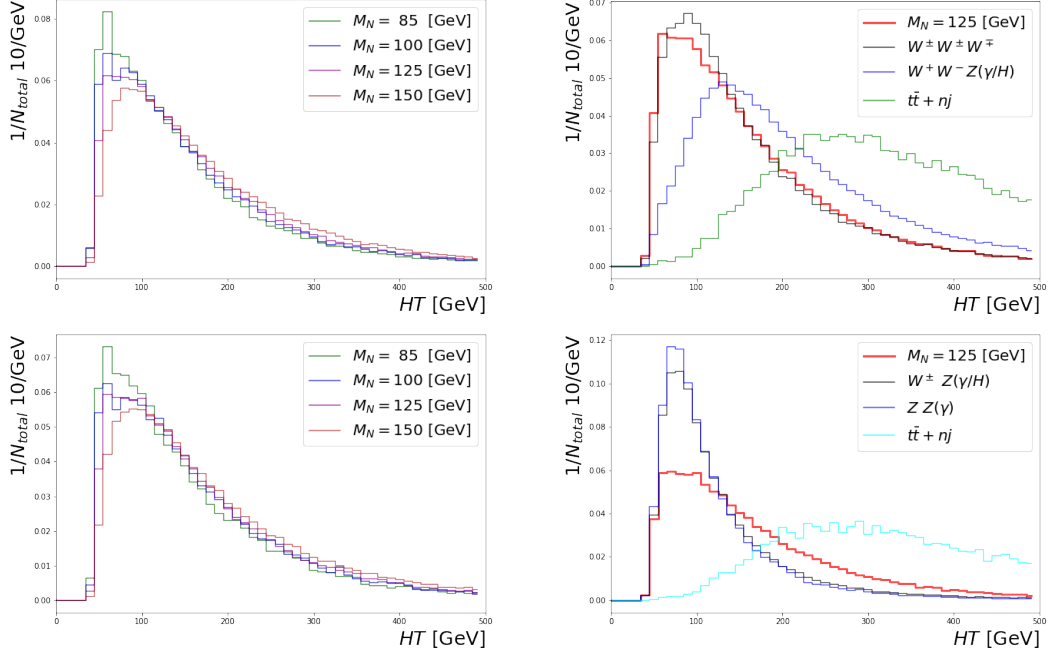 1/N_total 10/GeV
0.08
0.06
0.04
0.02
0.00
M_N = 85 [GeV]
M_N = 100 [GeV]
M_N = 125 [GeV]
M_N = 150 [GeV]
0 100 200 300 400 500
HT [GeV]
1/N_total 10/GeV
0.07
0.06
0.05
0.04
0.03
0.02
0.01
0.00
M_N = 125 [GeV]
W^± W^± W^∓
W^+ W^- Z(γ/H)
tt̄ + nj
0 100 200 300 400 500
HT [GeV]
1/N_total 10/GeV
0.07
0.06
0.05
0.04
0.03
0.02
0.01
0.00
M_N = 85 [GeV]
M_N = 100 [GeV]
M_N = 125 [GeV]
M_N = 150 [GeV]
0 100 200 300 400 500
HT [GeV]
1/N_total 10/GeV
0.12
0.10
0.08
0.06
0.04
0.02
0.00
M_N = 125 [GeV]
W^± Z(γ/H)
Z Z(γ)
tt̄ + nj
0 100 200 300 400 500
HT [GeV]